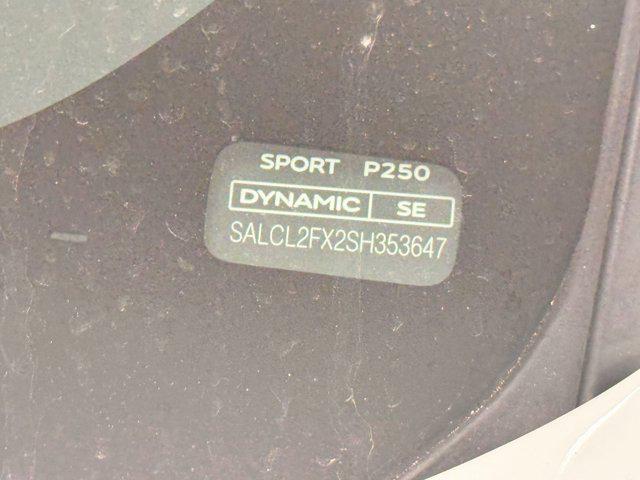 SPORT P250
DYNAMIC SE
SALCL2FX2SH353647